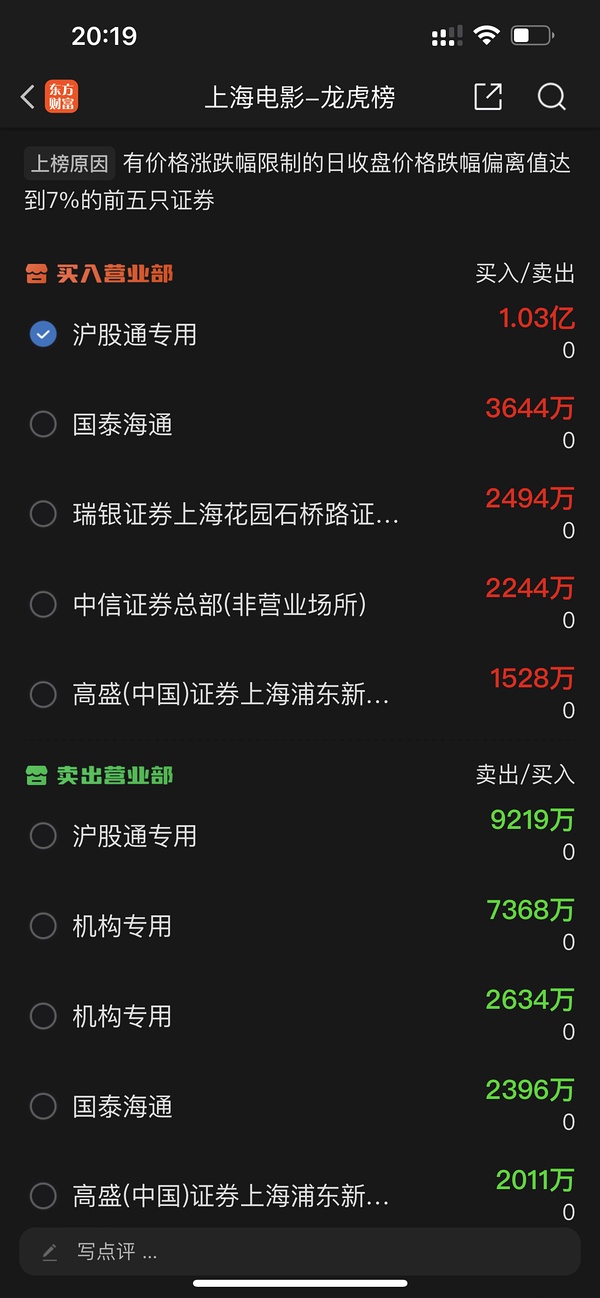 20:19
东方
财富
上海电影-龙虎榜
上榜原因 有价格涨跌幅限制的日收盘价格跌幅偏离值达
到7%的前五只证券
买入营业部 买入/卖出
沪股通专用 1.03亿
0
国泰海通 3644万
0
瑞银证券上海花园石桥路证... 2494万
0
中信证券总部(非营业场所) 2244万
0
高盛(中国)证券上海浦东新... 1528万
0
卖出营业部 卖出/买入
沪股通专用 9219万
0
机构专用 7368万
0
机构专用 2634万
0
国泰海通 2396万
0
高盛(中国)证券上海浦东新... 2011万
0
写点评 ...